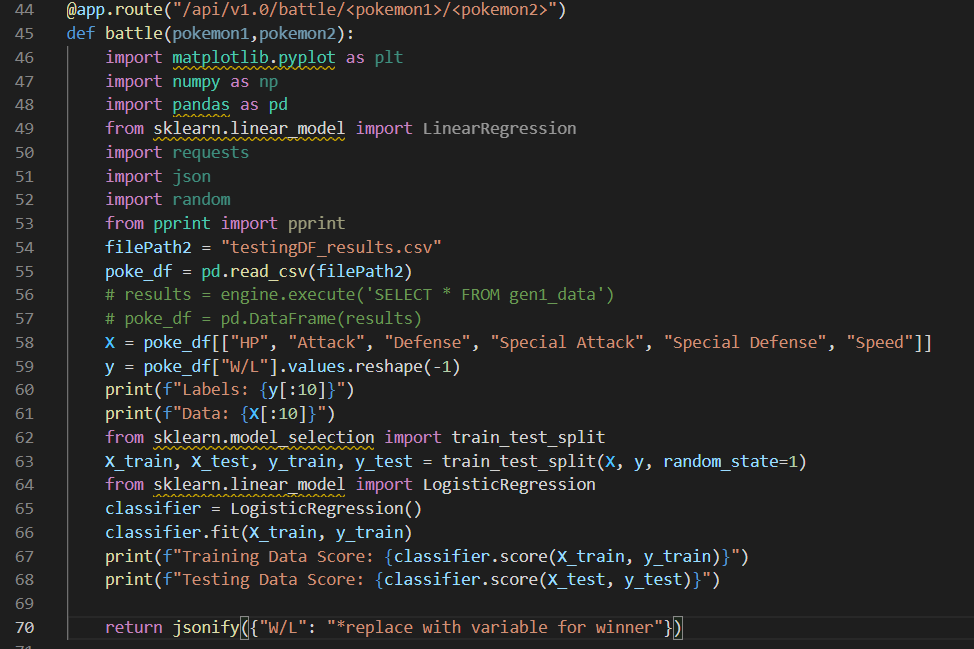 44 @app.route("/api/v1.0/battle/<pokemon1>/<pokemon2>")
45 def battle(pokemon1,pokemon2):
46     import matplotlib.pyplot as plt
47     import numpy as np
48     import pandas as pd
49     from sklearn.linear_model import LinearRegression
50     import requests
51     import json
52     import random
53     from pprint import pprint
54     filePath2 = "testingDF_results.csv"
55     poke_df = pd.read_csv(filePath2)
56     # results = engine.execute('SELECT * FROM gen1_data')
57     # poke_df = pd.DataFrame(results)
58     X = poke_df[["HP", "Attack", "Defense", "Special Attack", "Special Defense", "Speed"]]
59     y = poke_df["W/L"].values.reshape(-1)
60     print(f"Labels: {y[:10]}")
61     print(f"Data: {X[:10]}")
62     from sklearn.model_selection import train_test_split
63     X_train, X_test, y_train, y_test = train_test_split(X, y, random_state=1)
64     from sklearn.linear_model import LogisticRegression
65     classifier = LogisticRegression()
66     classifier.fit(X_train, y_train)
67     print(f"Training Data Score: {classifier.score(X_train, y_train)}")
68     print(f"Testing Data Score: {classifier.score(X_test, y_test)}")
69
70     return jsonify({"W/L": "*replace with variable for winner"})